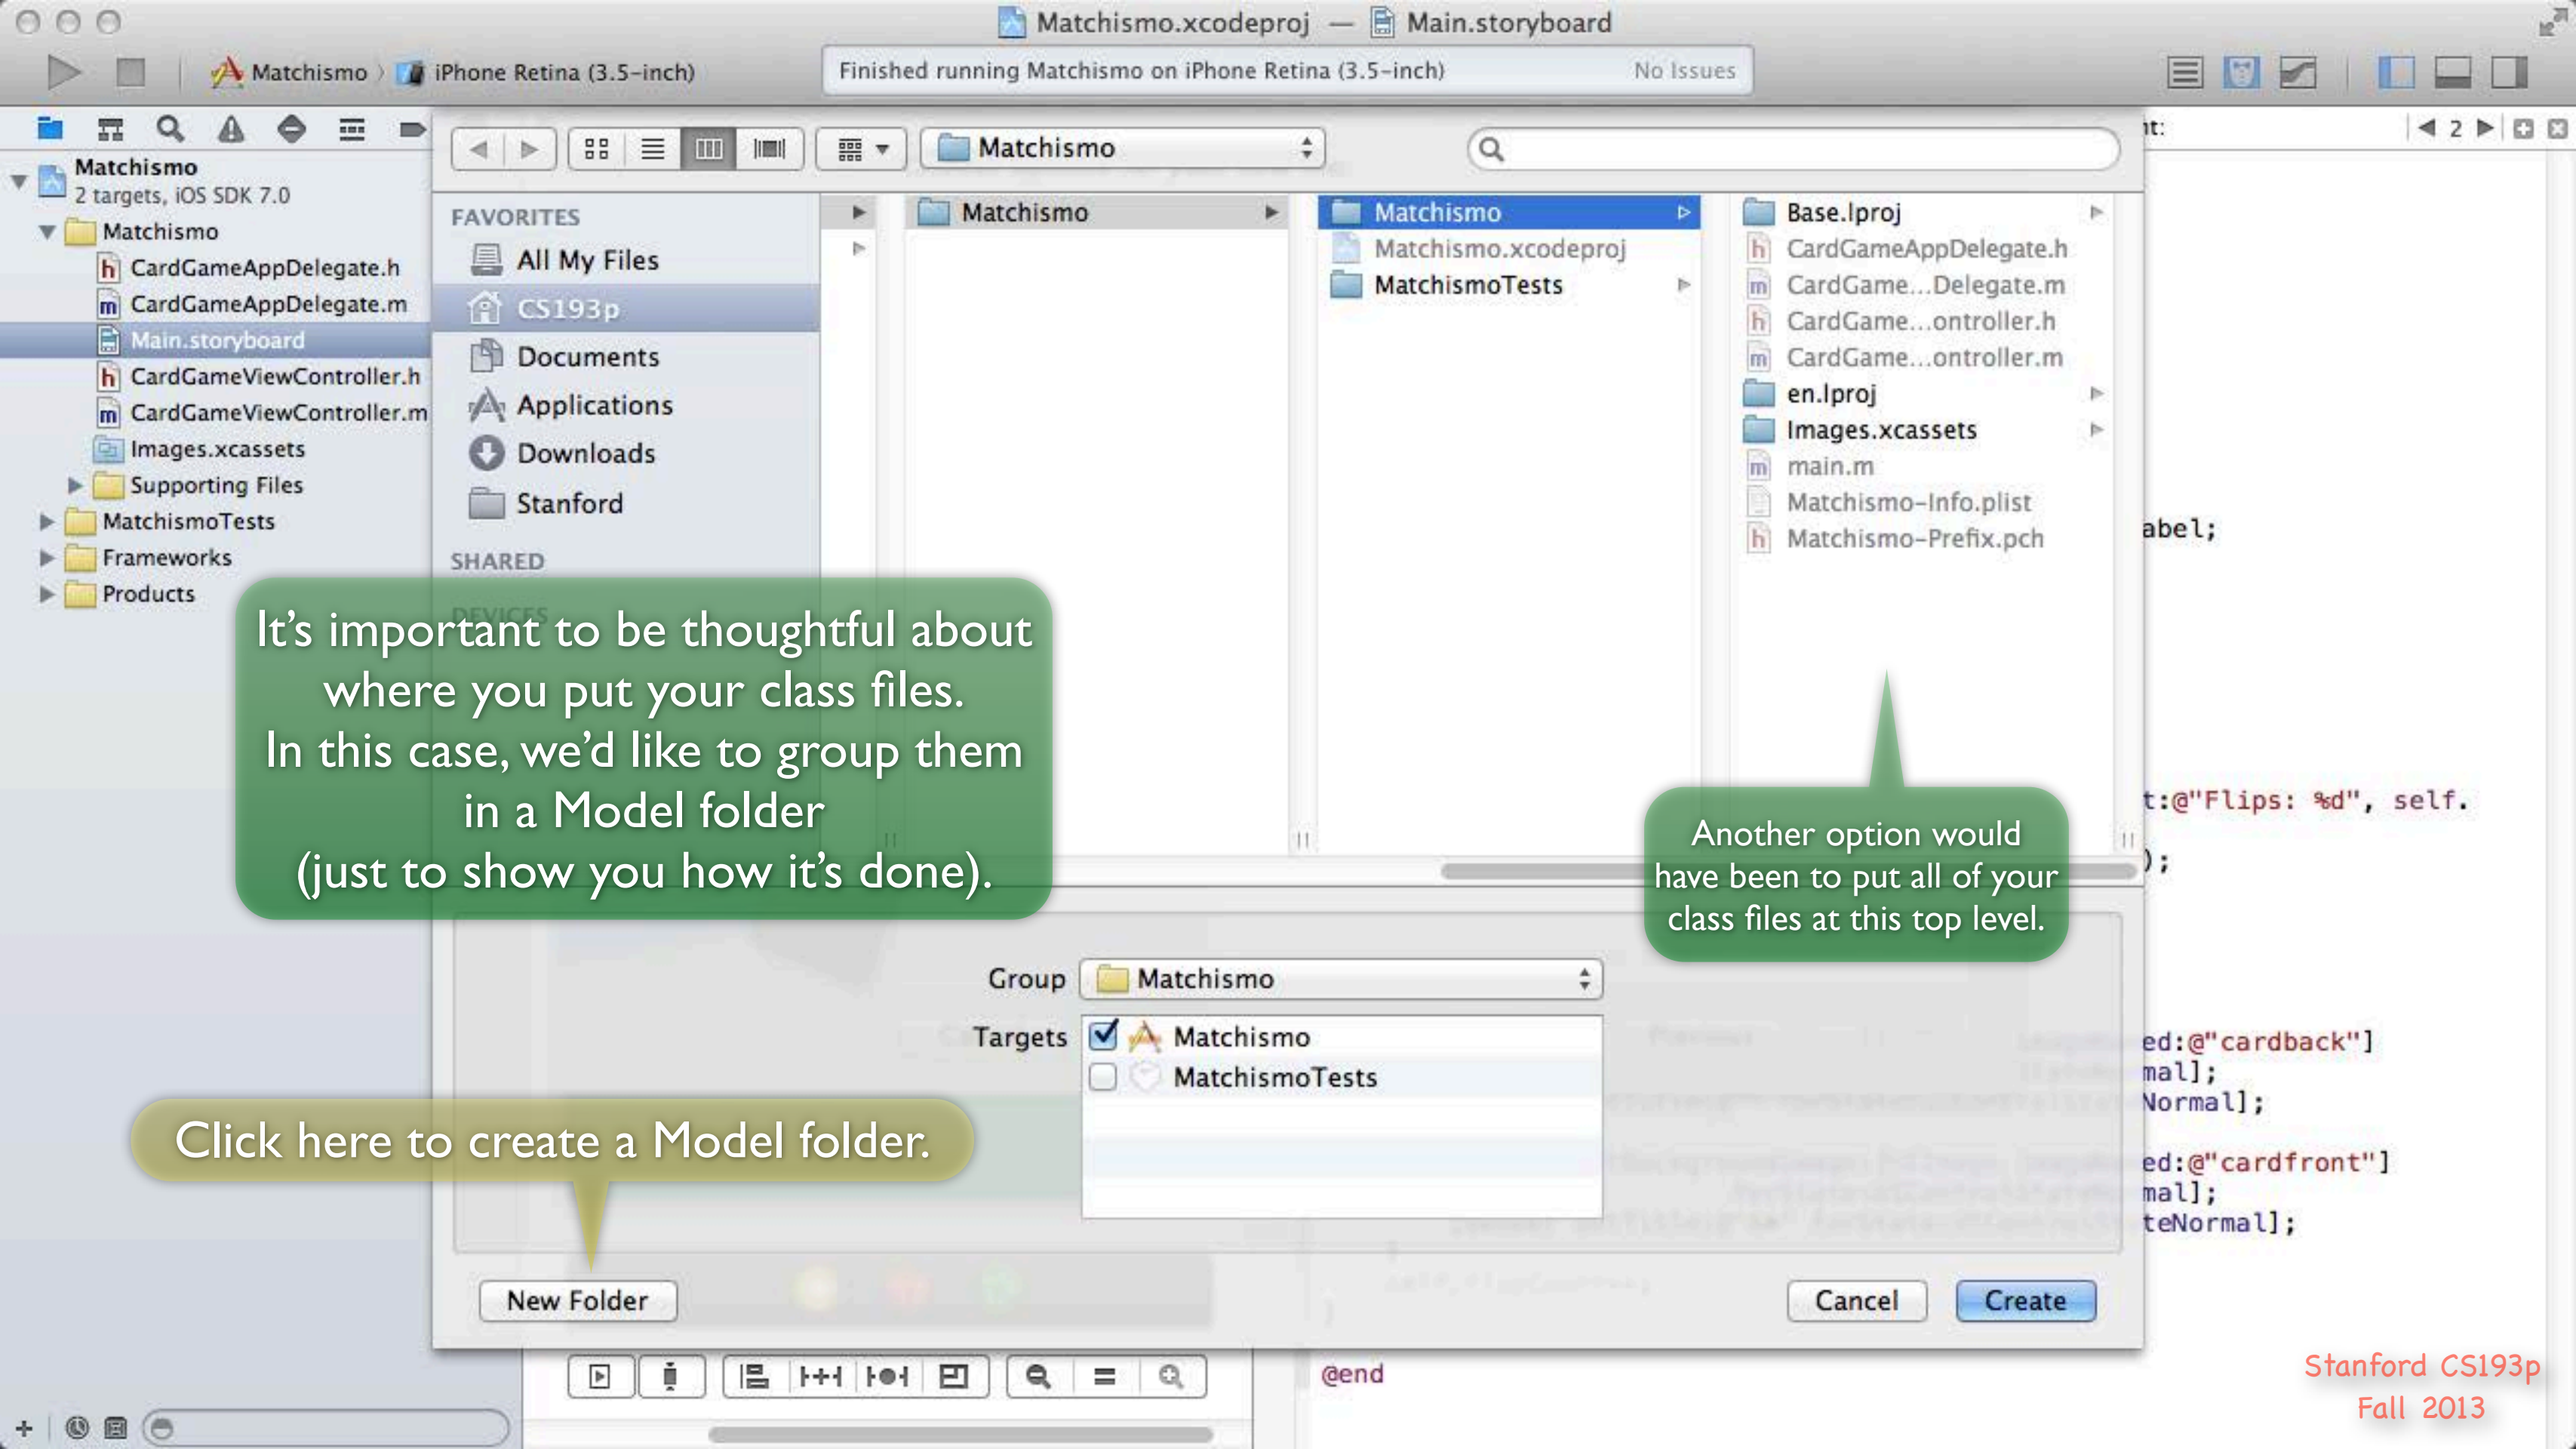 Matchismo.xcodeproj — Main.storyboard
Matchismo iPhone Retina (3.5-inch)
Finished running Matchismo on iPhone Retina (3.5-inch) No Issues
Matchismo
2 targets, iOS SDK 7.0
Matchismo
CardGameAppDelegate.h
CardGameAppDelegate.m
Main.storyboard
CardGameViewController.h
CardGameViewController.m
Images.xcassets
Supporting Files
MatchismoTests
Frameworks
Products
Matchismo
FAVORITES
All My Files
CS193p
Documents
Applications
Downloads
Stanford
SHARED
DEVICES
Matchismo
Matchismo
Matchismo.xcodeproj
MatchismoTests
Base.lproj
CardGameAppDelegate.h
CardGame...Delegate.m
CardGame...ontroller.h
CardGame...ontroller.m
en.lproj
Images.xcassets
main.m
Matchismo-Info.plist
Matchismo-Prefix.pch
nt:
2
abel;
t:@"Flips: %d", self.
);
ed:@"cardback"]
mal];
Normal];
ed:@"cardfront"]
mal];
teNormal];
@end
It's important to be thoughtful about
where you put your class files.
In this case, we'd like to group them
in a Model folder
(just to show you how it's done).
Another option would
have been to put all of your
class files at this top level.
Group Matchismo
Targets Matchismo
MatchismoTests
Click here to create a Model folder.
New Folder
Cancel
Create
Stanford CS193p
Fall 2013